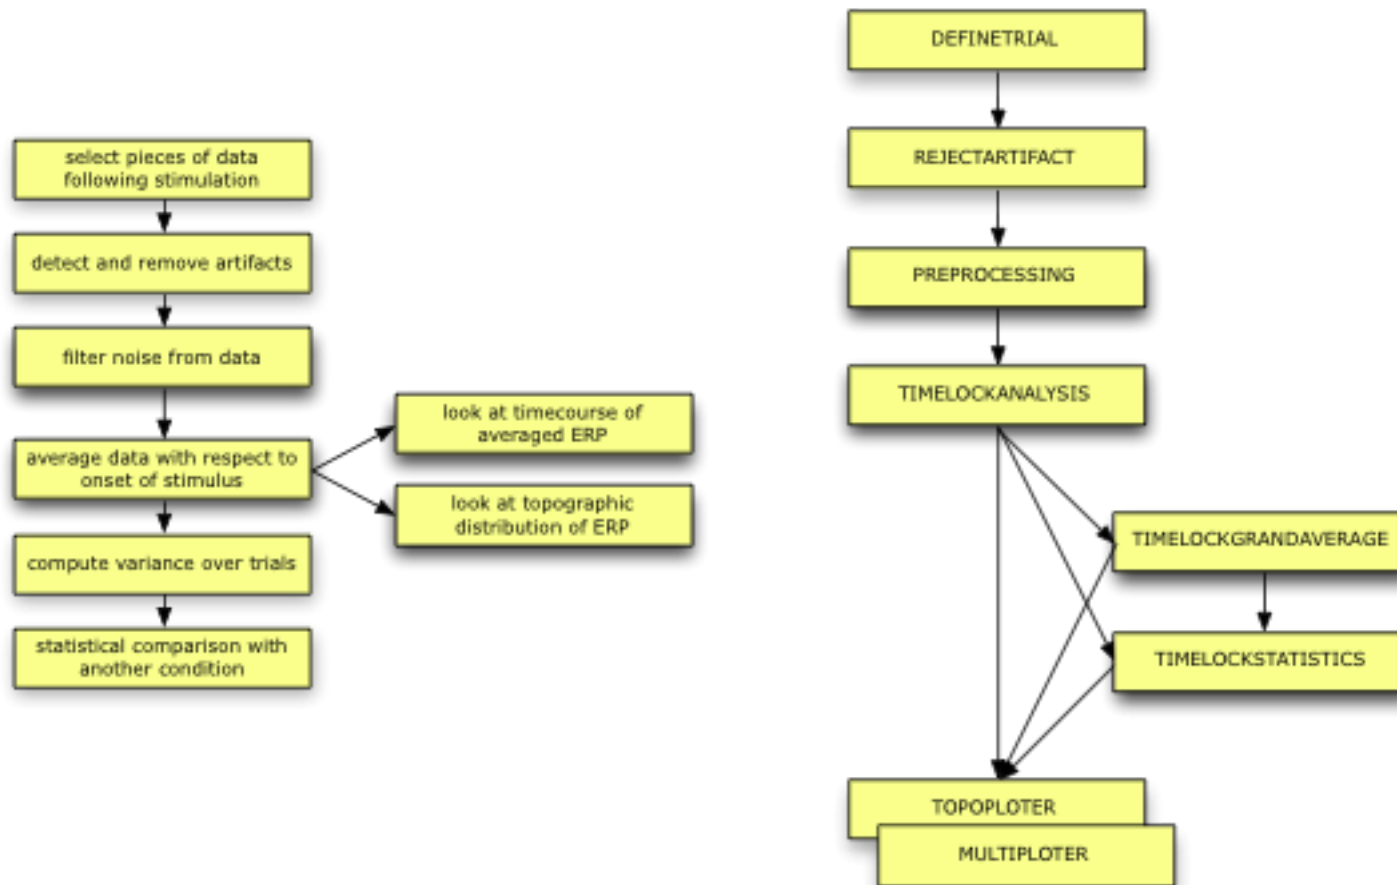 select pieces of data
following stimulation
detect and remove artifacts
filter noise from data
average data with respect to
onset of stimulus
compute variance over trials
statistical comparison with
another condition
look at timecourse of
averaged ERP
look at topographic
distribution of ERP
DEFINETRIAL
REJECTARTIFACT
PREPROCESSING
TIMELOCKANALYSIS
TIMELOCKGRANDAVERAGE
TIMELOCKSTATISTICS
TOPOPLOTER
MULTIPLOTER